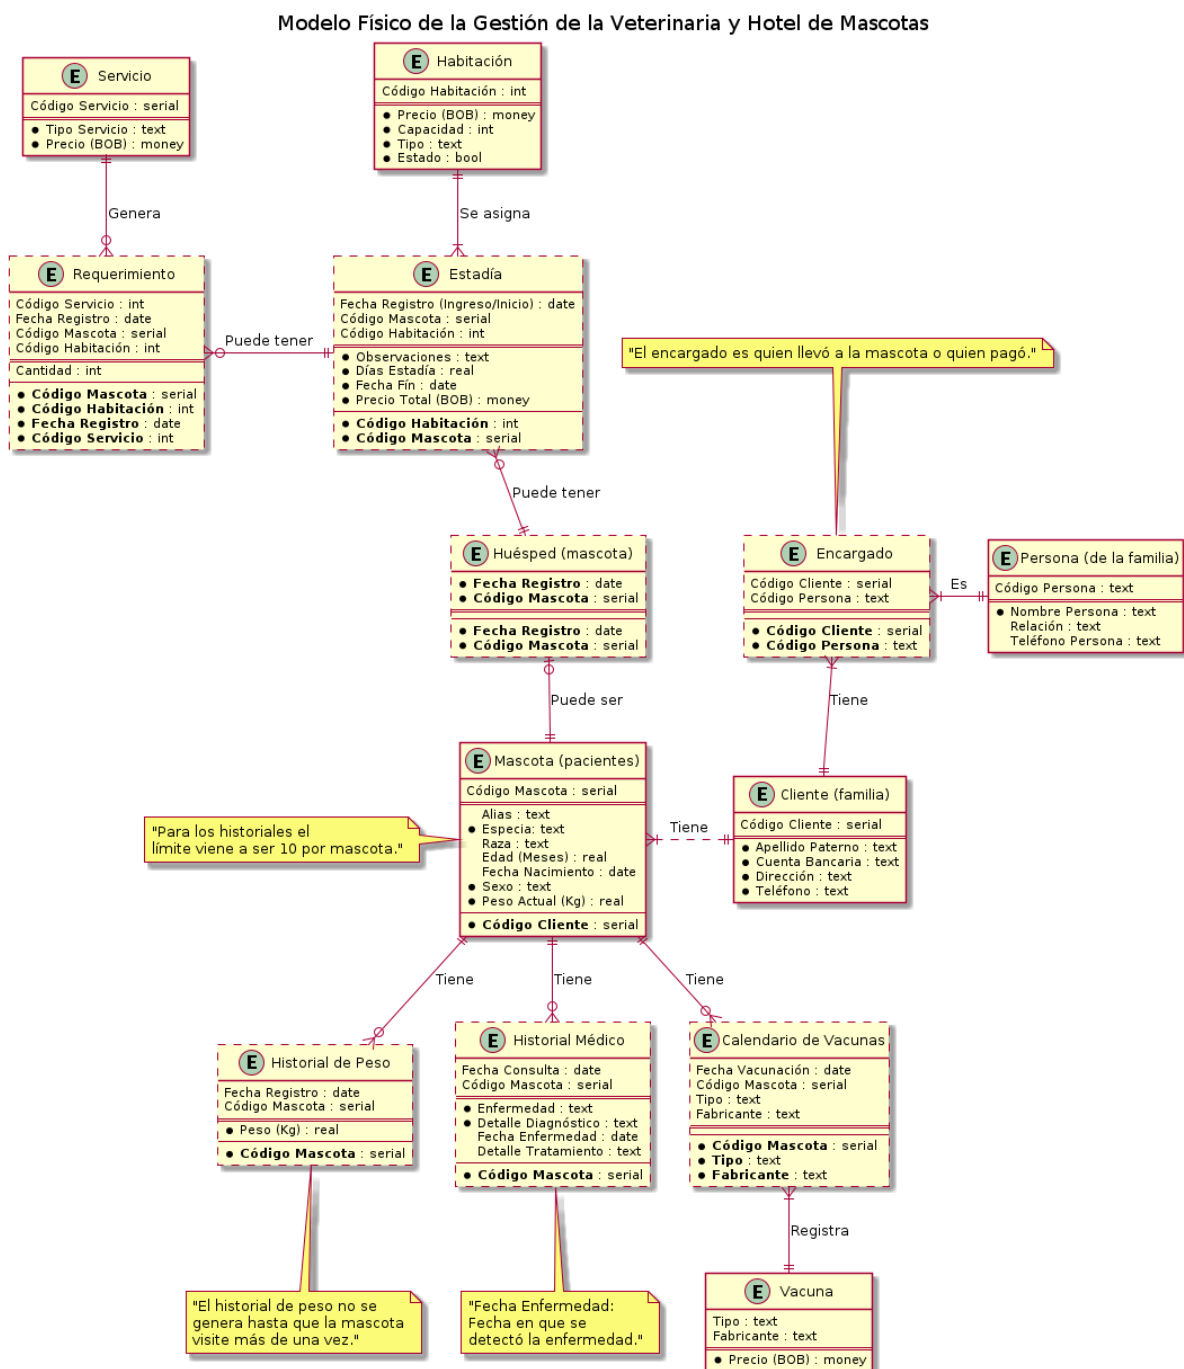 Modelo Físico de la Gestión de la Veterinaria y Hotel de Mascotas
E Servicio
Código Servicio : serial
Tipo Servicio : text
Precio (BOB) : money
E Habitación
Código Habitación : int
Precio (BOB) : money
Capacidad : int
Tipo : text
Estado : bool
Genera
Se asigna
E Requerimiento
Código Servicio : int
Fecha Registro : date
Código Mascota : serial
Código Habitación : int
Cantidad : int
Código Mascota : serial
Código Habitación : int
Fecha Registro : date
Código Servicio : int
Puede tener
E Estadía
Fecha Registro (Ingreso/Inicio) : date
Código Mascota : serial
Código Habitación : int
Observaciones : text
Días Estadía : real
Fecha Fín : date
Precio Total (BOB) : money
Código Habitación : int
Código Mascota : serial
"El encargado es quien llevó a la mascota o quien pagó."
Puede tener
E Huésped (mascota)
Fecha Registro : date
Código Mascota : serial
Fecha Registro : date
Código Mascota : serial
E Encargado
Código Cliente : serial
Código Persona : text
Código Cliente : serial
Código Persona : text
Es
E Persona (de la familia)
Código Persona : text
Nombre Persona : text
Relación : text
Teléfono Persona : text
Puede ser
Tiene
E Mascota (pacientes)
Código Mascota : serial
Alias : text
Especia: text
Raza : text
Edad (Meses) : real
Fecha Nacimiento : date
Sexo : text
Peso Actual (Kg) : real
Código Cliente : serial
"Para los historiales el
límite viene a ser 10 por mascota."
Tiene
E Cliente (familia)
Código Cliente : serial
Apellido Paterno : text
Cuenta Bancaria : text
Dirección : text
Teléfono : text
Tiene
Tiene
Tiene
E Historial de Peso
Fecha Registro : date
Código Mascota : serial
Peso (Kg) : real
Código Mascota : serial
E Historial Médico
Fecha Consulta : date
Código Mascota : serial
Enfermedad : text
Detalle Diagnóstico : text
Fecha Enfermedad : date
Detalle Tratamiento : text
Código Mascota : serial
E Calendario de Vacunas
Fecha Vacunación : date
Código Mascota : serial
Tipo : text
Fabricante : text
Código Mascota : serial
Tipo : text
Fabricante : text
Registra
"El historial de peso no se
genera hasta que la mascota
visite más de una vez."
"Fecha Enfermedad:
Fecha en que se
detectó la enfermedad."
E Vacuna
Tipo : text
Fabricante : text
Precio (BOB) : money